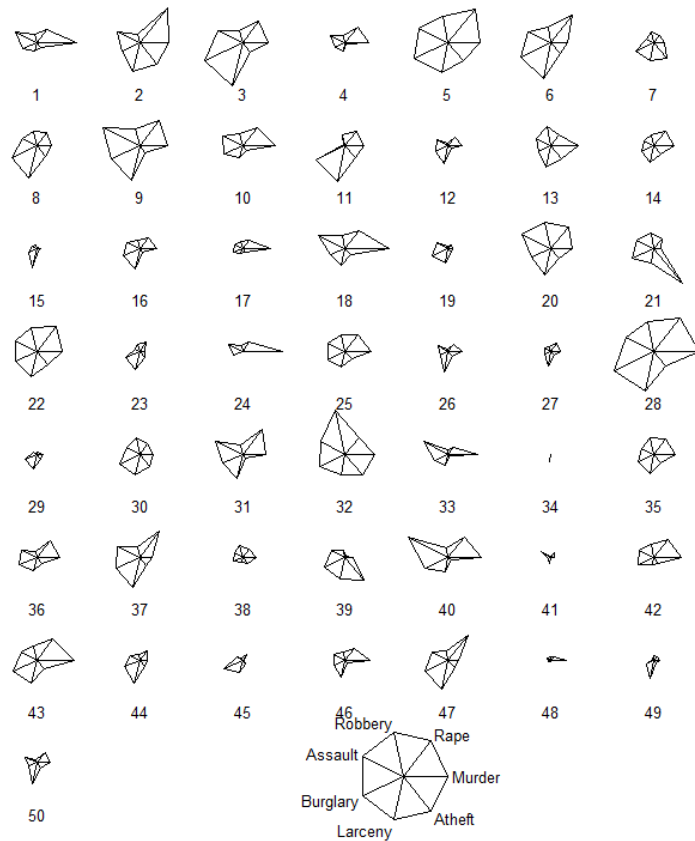 1 2 3 4 5 6 7
8 9 10 11 12 13 14
15 16 17 18 19 20 21
22 23 24 25 26 27 28
29 30 31 32 33 34 35
36 37 38 39 40 41 42
43 44 45 46 47 48 49
50
Robbery
Rape
Assault
Murder
Burglary
Atheft
Larceny